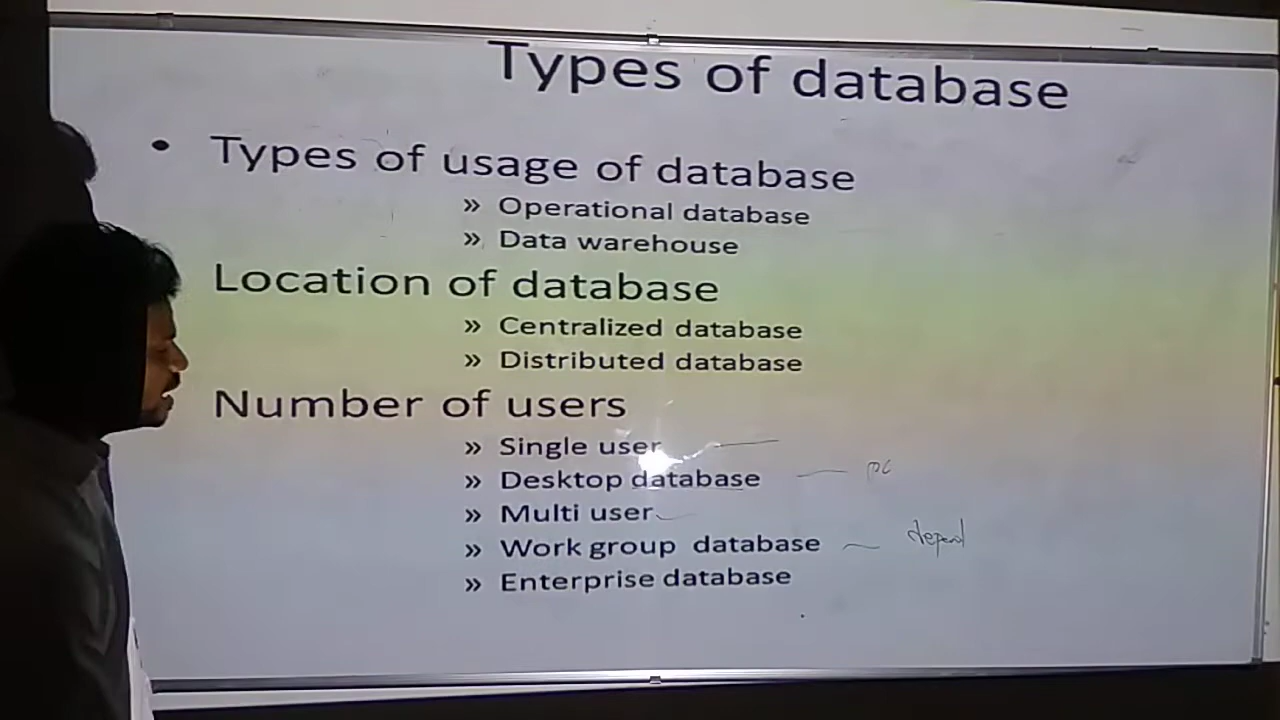 Types of database
• Types of usage of database
» Operational database
» Data warehouse
Location of database
» Centralized database
» Distributed database
Number of users
» Single user
» Desktop database
» Multi user
» Work group database
» Enterprise database